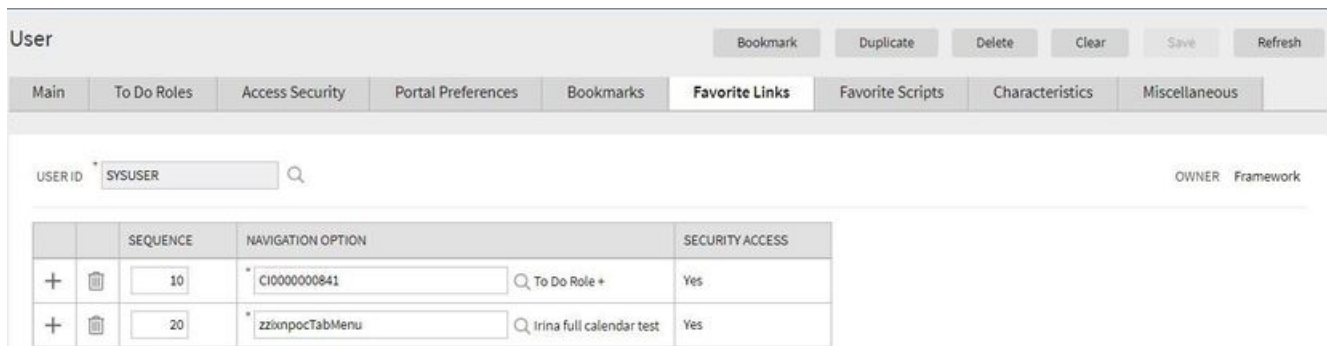 User Bookmark Duplicate Delete Clear Save Refresh
Main To Do Roles Access Security Portal Preferences Bookmarks Favorite Links Favorite Scripts Characteristics Miscellaneous
USER ID * SYSUSER OWNER Framework
SEQUENCE NAVIGATION OPTION SECURITY ACCESS
10 * CI0000000841 To Do Role + Yes
20 * zzixnpocTabMenu Irina full calendar test Yes